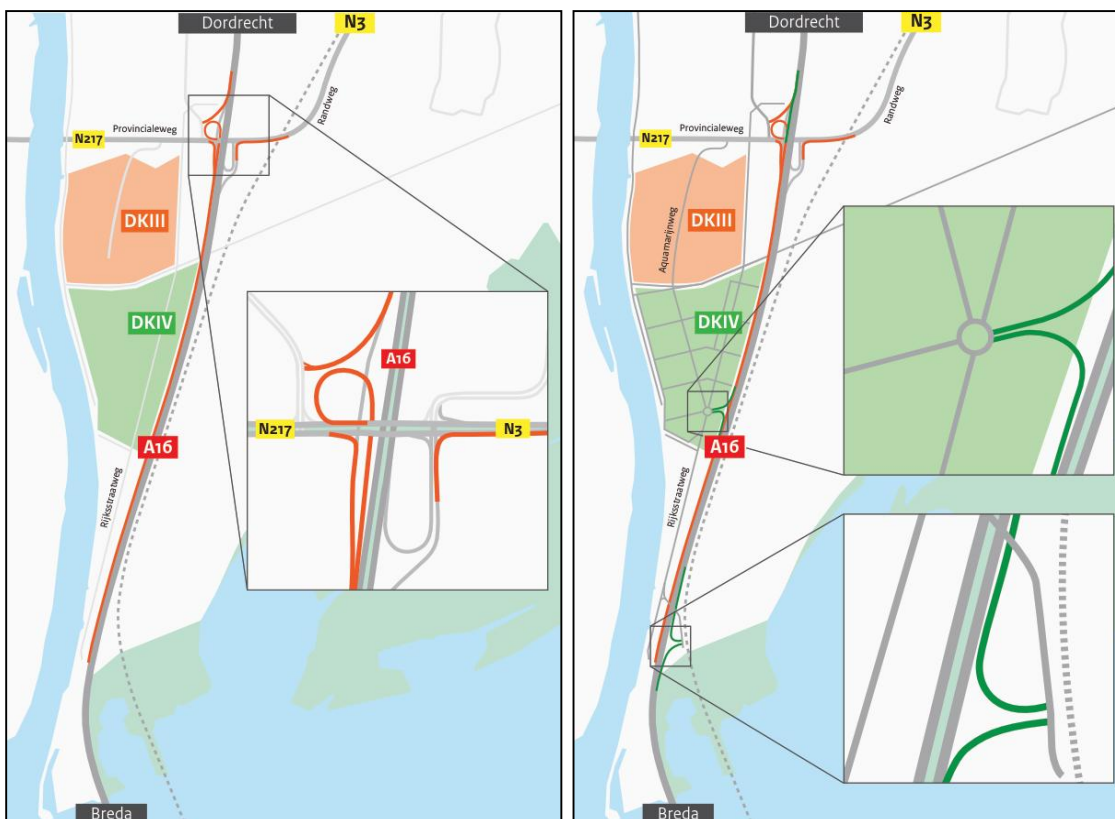 Dordrecht
N3
Provincialeweg
Randweg
N217
DKIII
DKIV
A16
N217
N3
A16
Rijksstraatweg
Breda
Dordrecht
N3
Provincialeweg
Randweg
N217
DKIII
Aquamarijnweg
DKIV
A16
Rijksstraatweg
Breda